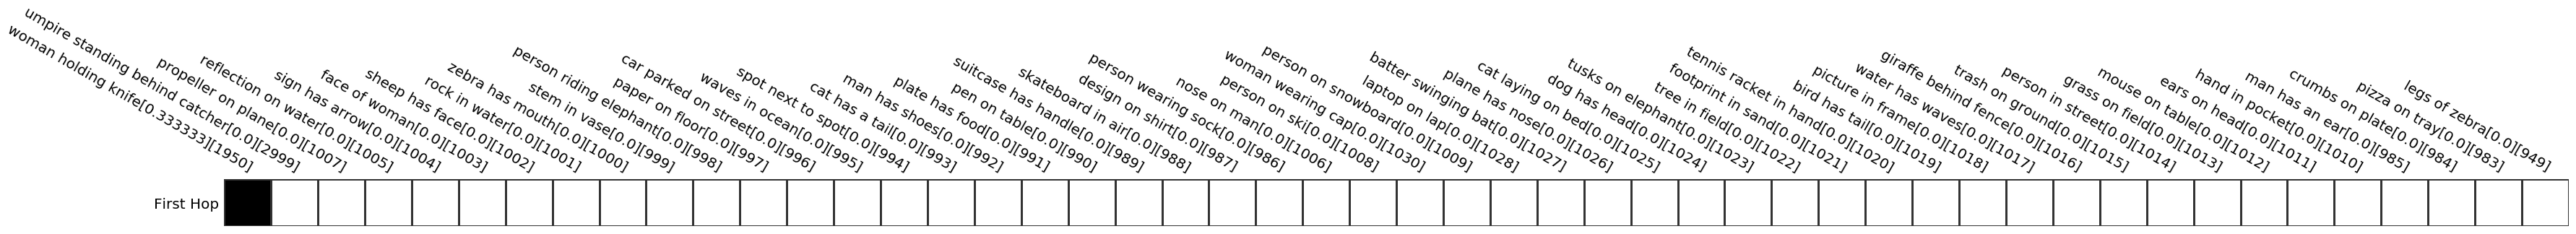 woman holding knife[0.333333][1950]
umpire standing behind catcher[0.0][2999]
propeller on plane[0.0][1007]
reflection on water[0.0][1005]
sign has arrow[0.0][1004]
face of woman[0.0][1003]
sheep has face[0.0][1002]
rock in water[0.0][1001]
zebra has mouth[0.0][1000]
stem in vase[0.0][999]
person riding elephant[0.0][998]
paper on floor[0.0][997]
car parked on street[0.0][996]
waves in ocean[0.0][995]
spot next to spot[0.0][994]
cat has a tail[0.0][993]
man has shoes[0.0][992]
plate has food[0.0][991]
pen on table[0.0][990]
suitcase has handle[0.0][989]
skateboard in air[0.0][988]
design on shirt[0.0][987]
person wearing sock[0.0][986]
nose on man[0.0][1006]
person on ski[0.0][1008]
woman wearing cap[0.0][1030]
person on snowboard[0.0][1009]
laptop on lap[0.0][1028]
batter swinging bat[0.0][1027]
plane has nose[0.0][1026]
cat laying on bed[0.0][1025]
dog has head[0.0][1024]
tusks on elephant[0.0][1023]
tree in field[0.0][1022]
footprint in sand[0.0][1021]
tennis racket in hand[0.0][1020]
bird has tail[0.0][1019]
picture in frame[0.0][1018]
water has waves[0.0][1017]
giraffe behind fence[0.0][1016]
trash on ground[0.0][1015]
person in street[0.0][1014]
grass on field[0.0][1013]
mouse on table[0.0][1012]
ears on head[0.0][1011]
hand in pocket[0.0][1010]
man has an ear[0.0][985]
crumbs on plate[0.0][984]
pizza on tray[0.0][983]
legs of zebra[0.0][949]
First Hop